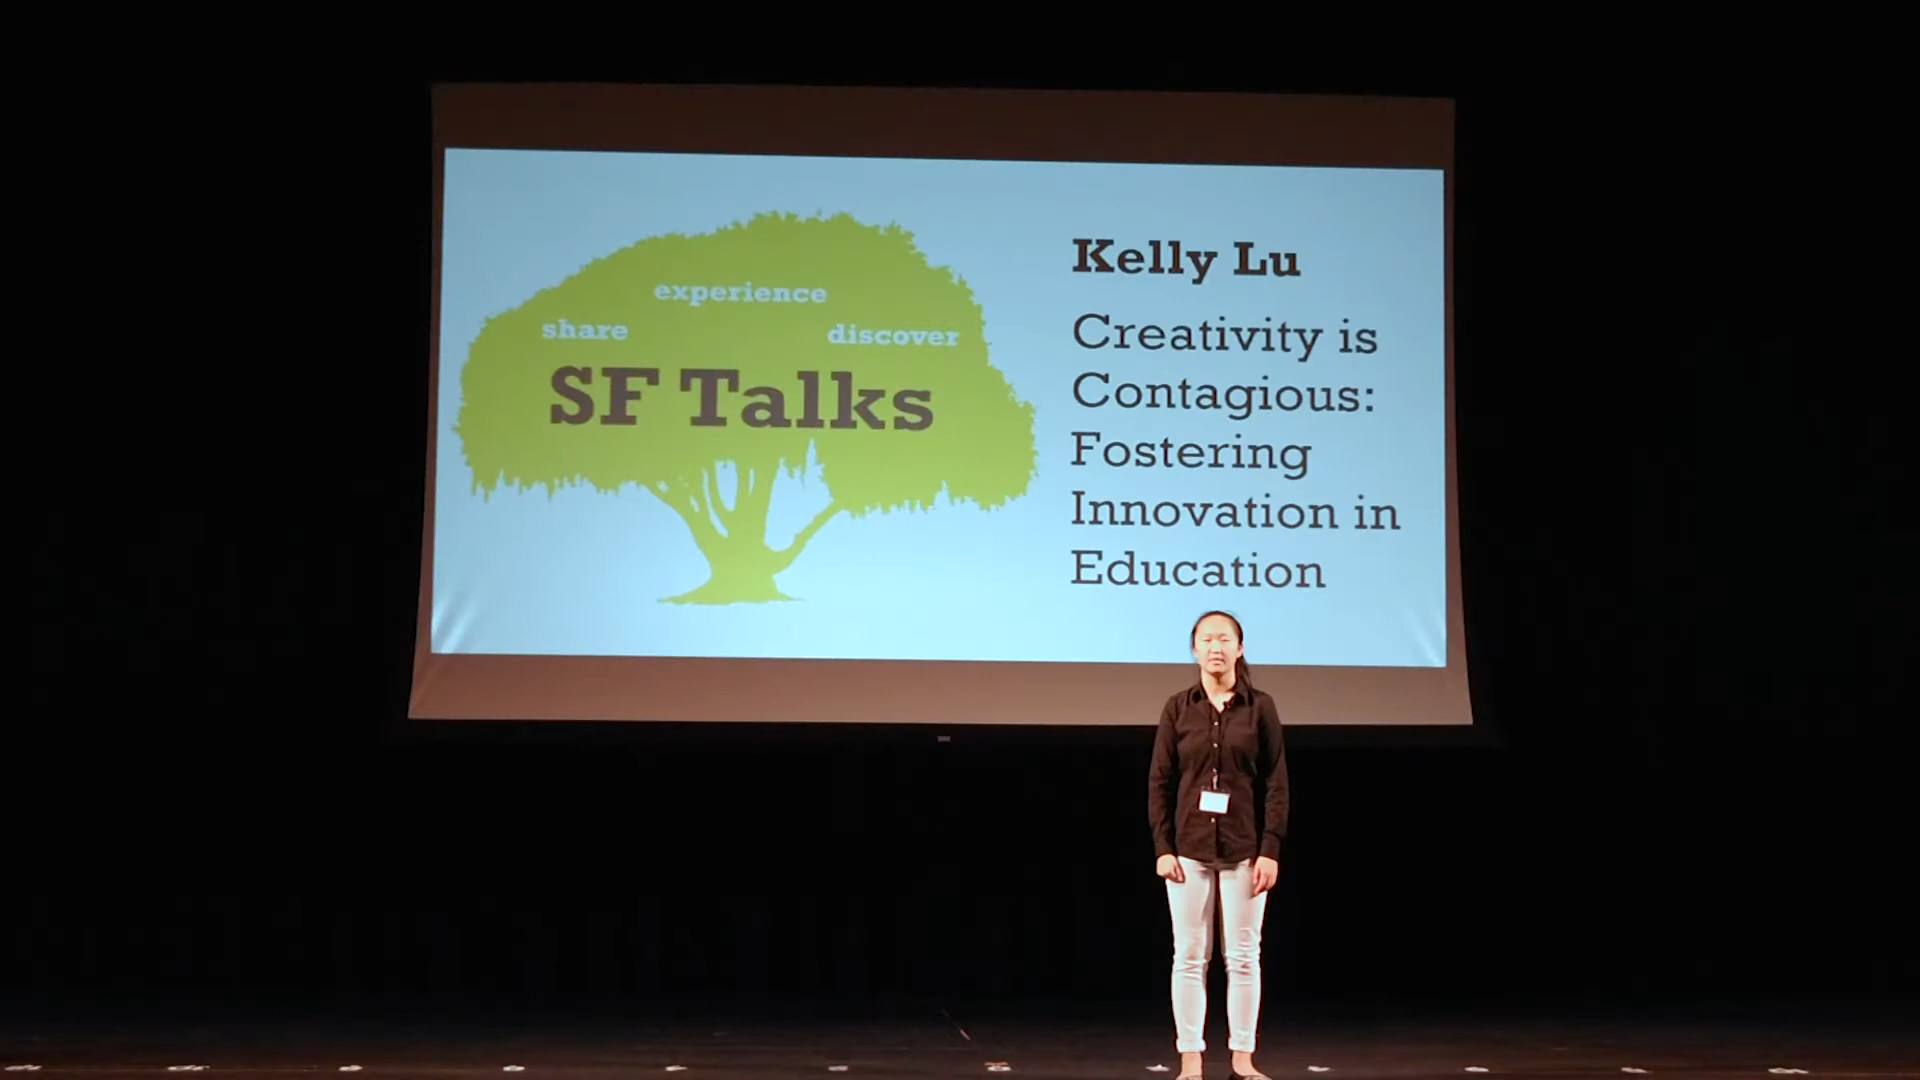 experience
share
discover
SF Talks
Kelly Lu
Creativity is
Contagious:
Fostering
Innovation in
Education